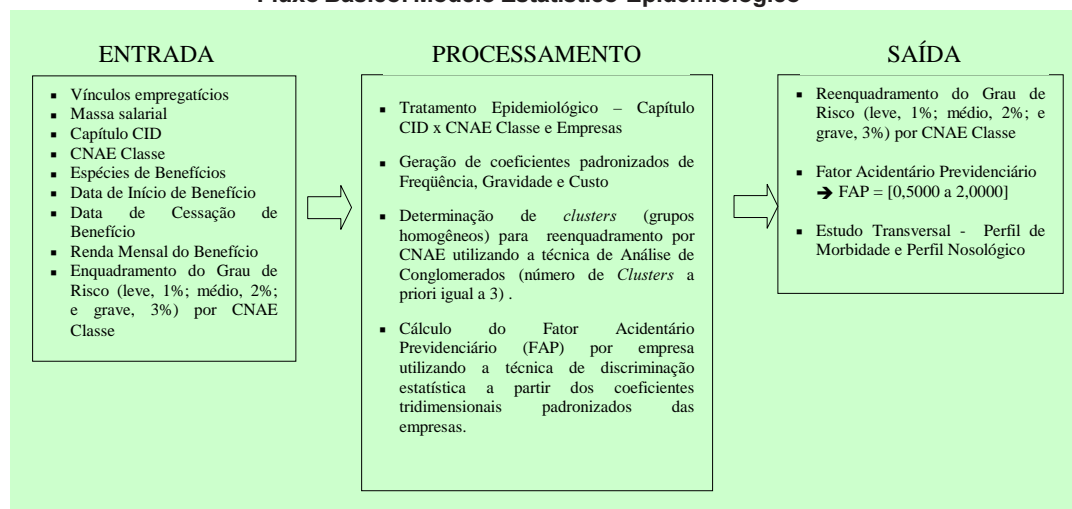 Fluxo Básico: Modelo Estatístico-Epidemiológico
ENTRADA
▪ Vínculos empregatícios
▪ Massa salarial
▪ Capítulo CID
▪ CNAE Classe
▪ Espécies de Benefícios
▪ Data de Início de Benefício
▪ Data de Cessação de
Benefício
▪ Renda Mensal do Benefício
▪ Enquadramento do Grau de
Risco (leve, 1%; médio, 2%;
e grave, 3%) por CNAE
Classe
PROCESSAMENTO
▪ Tratamento Epidemiológico – Capítulo
CID x CNAE Classe e Empresas
▪ Geração de coeficientes padronizados de
Freqüência, Gravidade e Custo
▪ Determinação de clusters (grupos
homogêneos) para reenquadramento por
CNAE utilizando a técnica de Análise de
Conglomerados (número de Clusters a
priori igual a 3) .
▪ Cálculo do Fator Acidentário
Previdenciário (FAP) por empresa
utilizando a técnica de discriminação
estatística a partir dos coeficientes
tridimensionais padronizados das
empresas.
SAÍDA
▪ Reenquadramento do Grau de
Risco (leve, 1%; médio, 2%; e
grave, 3%) por CNAE Classe
▪ Fator Acidentário Previdenciário
➔ FAP = [0,5000 a 2,0000]
▪ Estudo Transversal - Perfil de
Morbidade e Perfil Nosológico